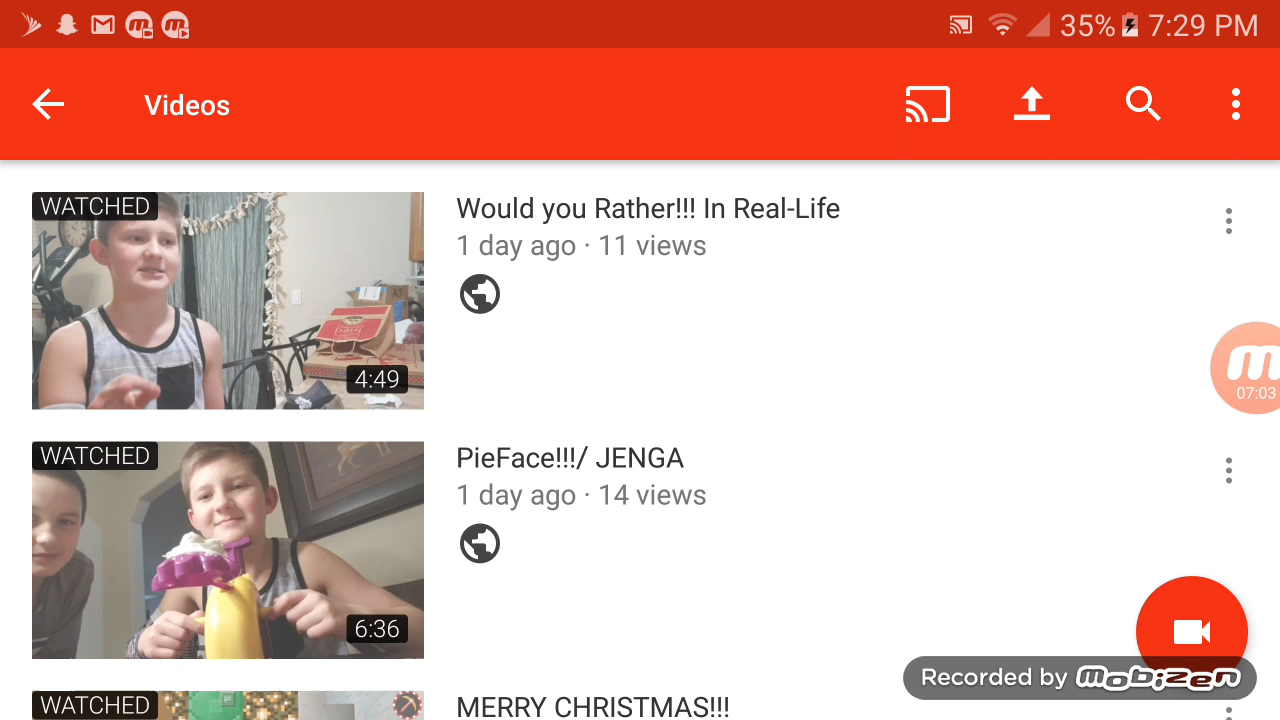 35% 7:29 PM
Videos
WATCHED
4:49
Would you Rather!!! In Real-Life
1 day ago · 11 views
07:03
WATCHED
6:36
PieFace!!!/ JENGA
1 day ago · 14 views
Recorded by mobizen
WATCHED
MERRY CHRISTMAS!!!